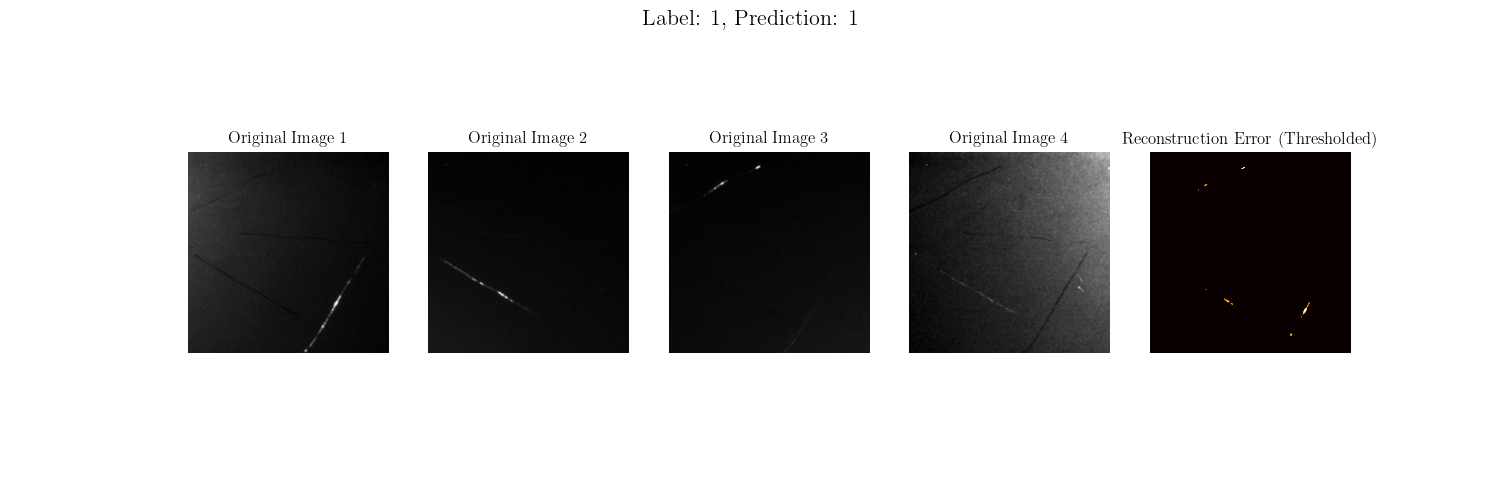 Label: 1, Prediction: 1
Original Image 1
Original Image 2
Original Image 3
Original Image 4
Reconstruction Error (Thresholded)